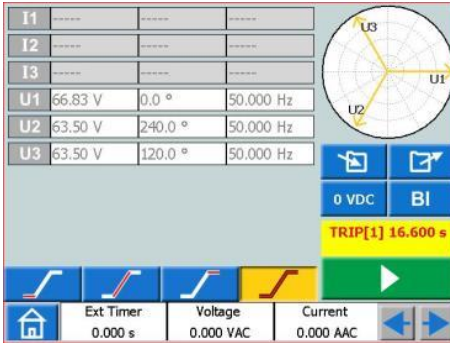 I1 ----- ----- -----
I2 ----- ----- -----
I3 ----- ----- -----
U1 66.83 V 0.0 ° 50.000 Hz
U2 63.50 V 240.0 ° 50.000 Hz
U3 63.50 V 120.0 ° 50.000 Hz
U3
U1
U2
0 VDC BI
TRIP[1] 16.600 s
Ext Timer Voltage Current
0.000 s 0.000 VAC 0.000 AAC